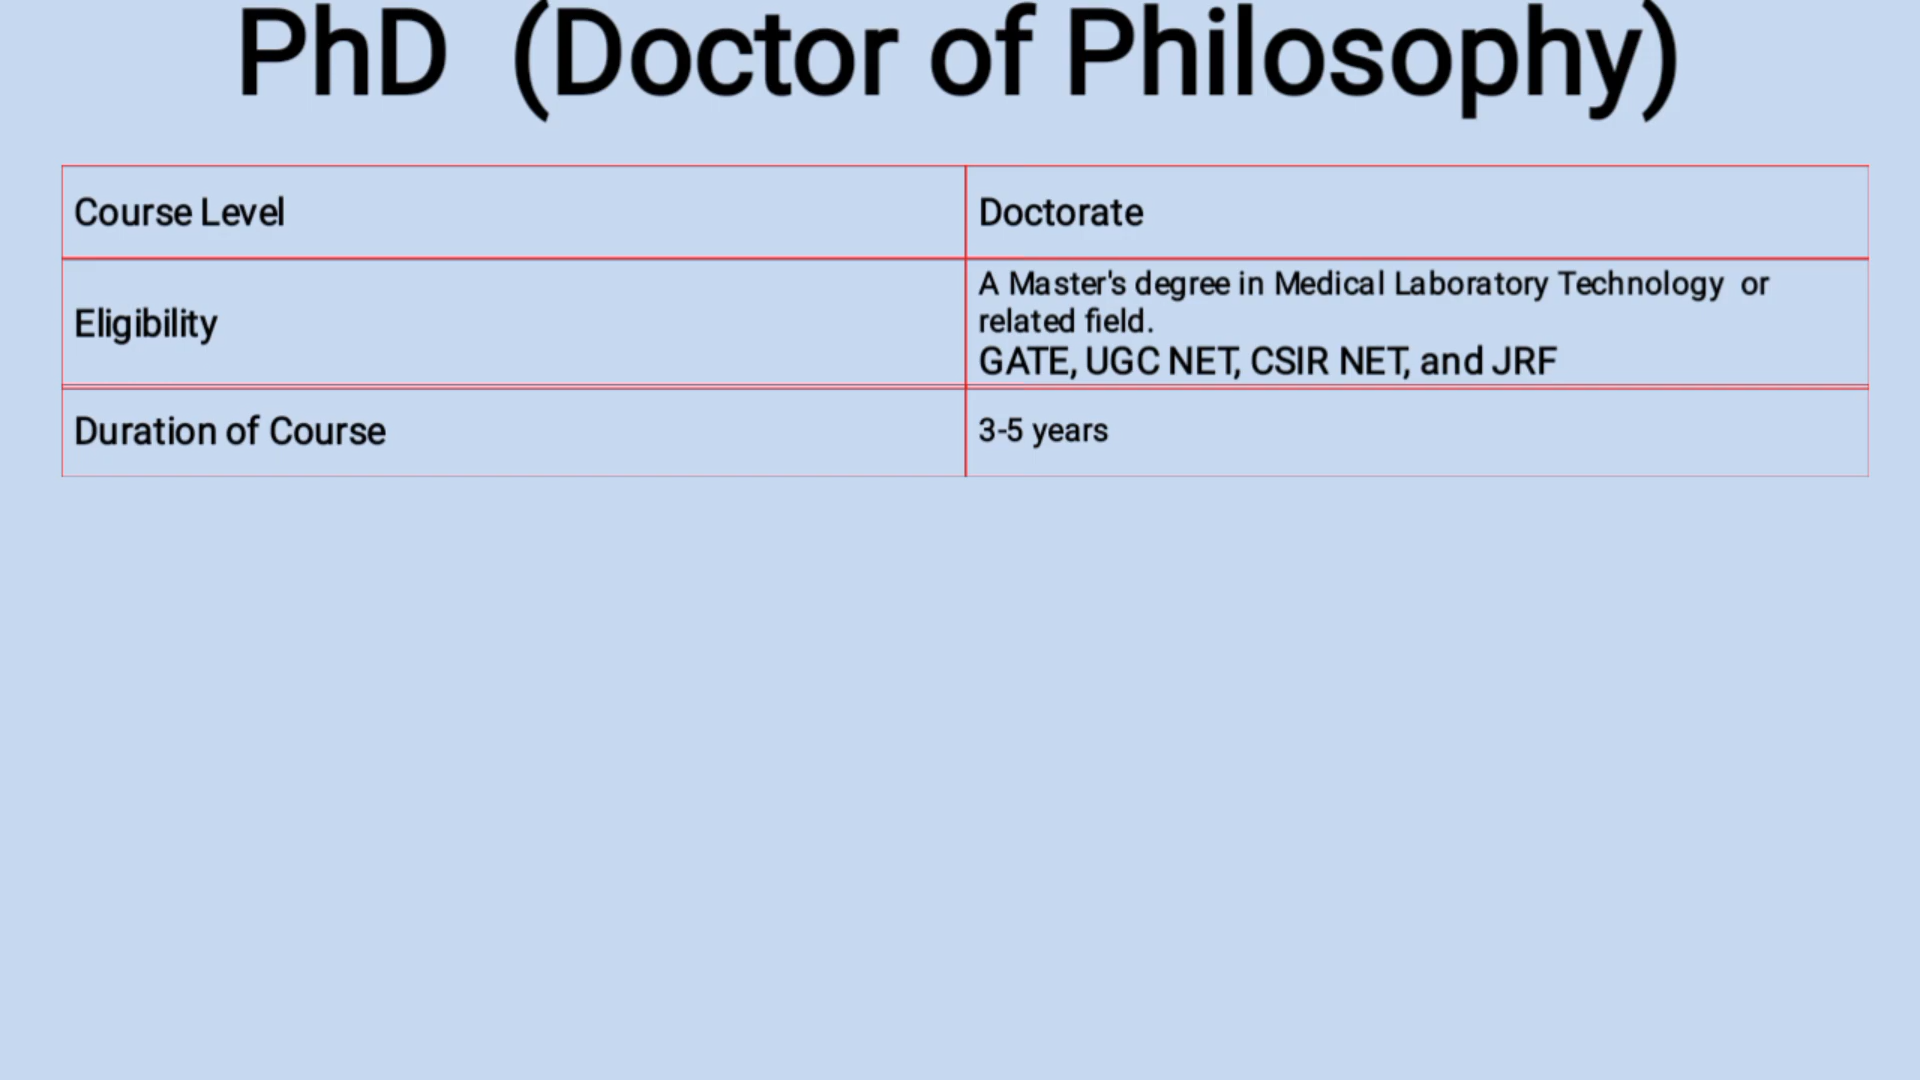 PhD (Doctor of Philosophy)
Course Level
Doctorate
Eligibility
A Master's degree in Medical Laboratory Technology or
related field.
GATE, UGC NET, CSIR NET, and JRF
Duration of Course
3-5 years